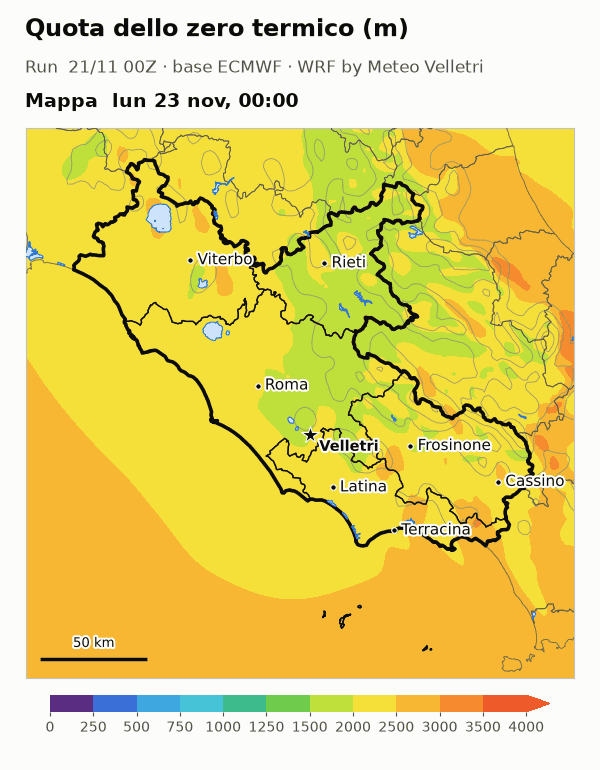 Quota dello zero termico (m)
Run  21/11 00Z · base ECMWF · WRF by Meteo Velletri
Mappa  lun 23 nov, 00:00
Viterbo
Rieti
Roma
Velletri
Frosinone
Latina
Cassino
Terracina
50 km
0 250 500 750 1000 1250 1500 2000 2500 3000 3500 4000